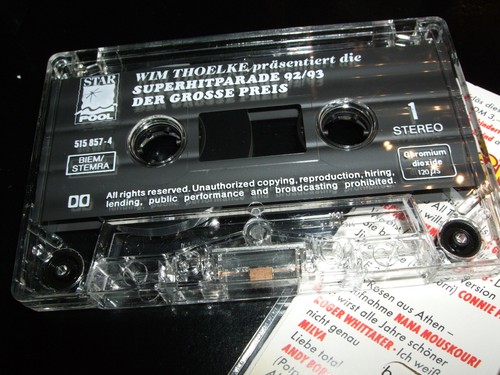 STAR
POOL
WIM THOELKE präsentiert die
SUPERHITPARADE 92/93
DER GROSSE PREIS
515 857-4
BIEM/
STEMRA
1
STEREO
Chromium
dioxide
120 µs
All rights reserved. Unauthorized copying, reproduction, hiring,
lending, public performance and broadcasting prohibited.
Rosen aus Athen –
NANA MOUSKOURI
CONNIE
wirst alle Jahre schöner
ROGER WHITTAKER · Ich weiß
nicht genau
MILVA
Liebe total
ANDY BOR